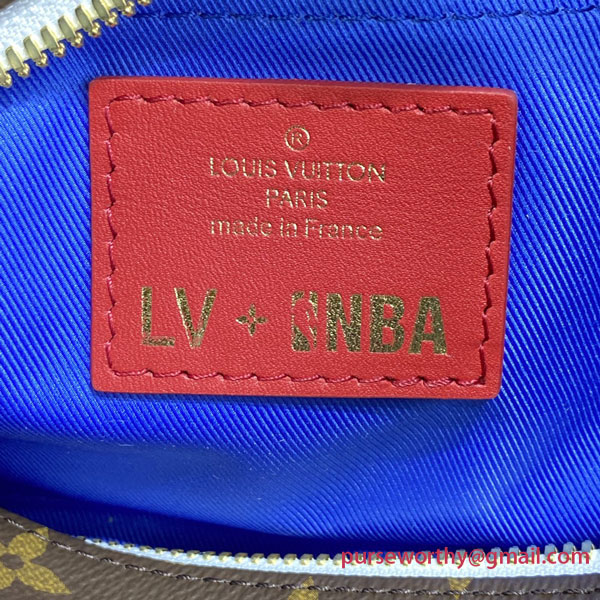 ®
LOUIS VUITTON
PARIS
made in France
LV + NBA
purseworthy@gmail.com